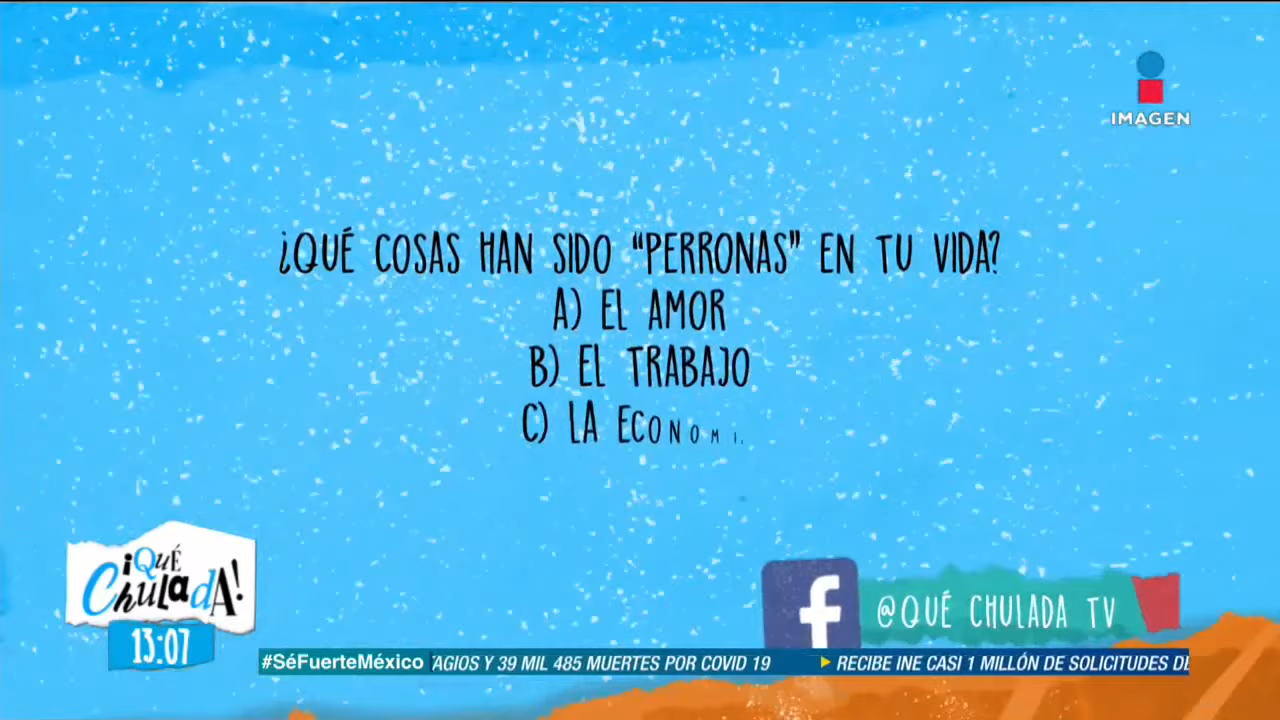 IMAGEN
¿QUÉ COSAS HAN SIDO “PERRONAS” EN TU VIDA?
A) EL AMOR
B) EL TRABAJO
C) LA ECONOMI
¡QUÉ
ChuLadA!
13:07
f @QUÉ CHULADA TV
#SéFuerteMéxico TAGIOS Y 39 MIL 485 MUERTES POR COVID 19 RECIBE INE CASI 1 MILLÓN DE SOLICITUDES DE